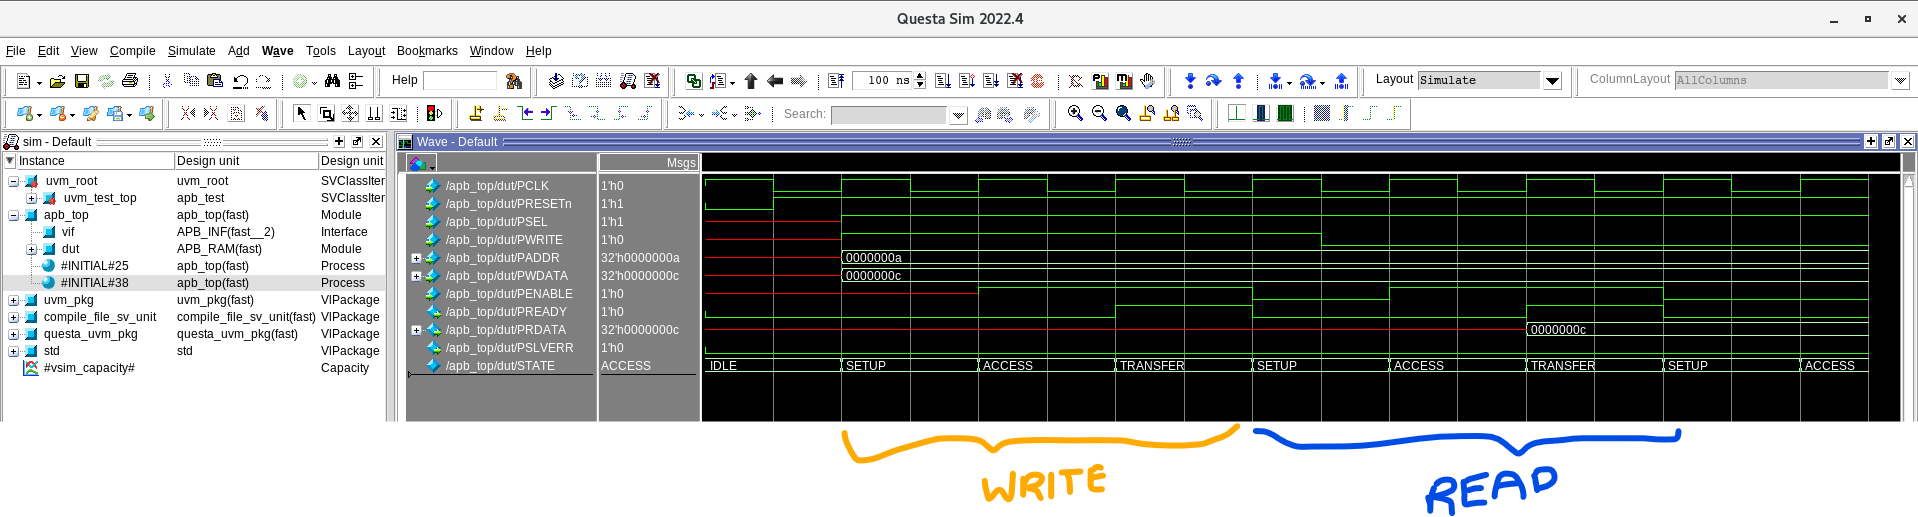 Questa Sim 2022.4
File Edit View Compile Simulate Add Wave Tools Layout Bookmarks Window Help
Help 100 ns Layout Simulate ColumnLayout AllColumns
Search:
sim - Default
Instance Design unit Design unit
uvm_root uvm_root SVClassIter
uvm_test_top apb_test SVClassIter
apb_top apb_top(fast) Module
vif APB_INF(fast__2) Interface
dut APB_RAM(fast) Module
#INITIAL#25 apb_top(fast) Process
#INITIAL#38 apb_top(fast) Process
uvm_pkg uvm_pkg(fast) VIPackage
compile_file_sv_unit compile_file_sv_unit(fast) VIPackage
questa_uvm_pkg questa_uvm_pkg(fast) VIPackage
std std VIPackage
#vsim_capacity# Capacity
Wave - Default
Msgs
/apb_top/dut/PCLK 1'h0
/apb_top/dut/PRESETn 1'h1
/apb_top/dut/PSEL 1'h1
/apb_top/dut/PWRITE 1'h0
/apb_top/dut/PADDR 32'h0000000a 0000000a
/apb_top/dut/PWDATA 32'h0000000c 0000000c
/apb_top/dut/PENABLE 1'h0
/apb_top/dut/PREADY 1'h0
/apb_top/dut/PRDATA 32'h0000000c 0000000c
/apb_top/dut/PSLVERR 1'h0
/apb_top/dut/STATE ACCESS IDLE SETUP ACCESS TRANSFER SETUP ACCESS TRANSFER SETUP ACCESS
WRITE READ